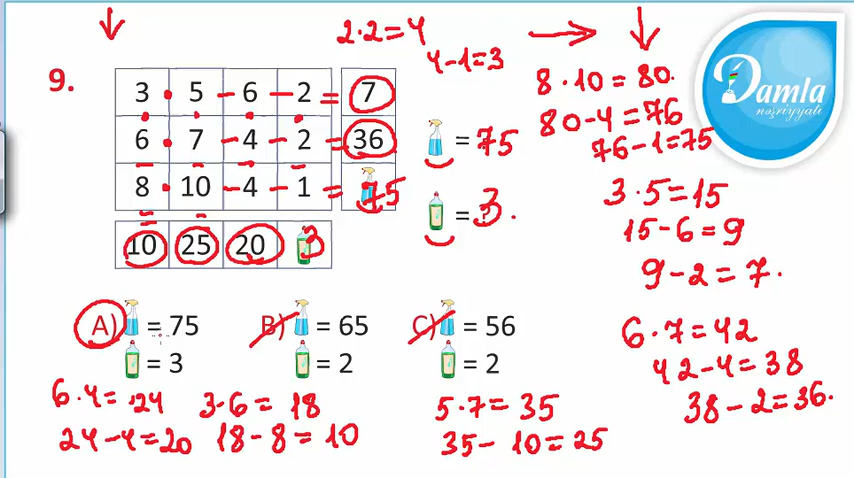 2·2=4
4-1=3
8·10=80.
80-4=76
76-1=75
Damla
nəşriyyatı
9.
3·5-6-2=7
6·7-4-2=36
8·10-4-1=75
10 25 20 3
=75
=3.
3·5=15
15-6=9
9-2=7.
A) =75 B) =65 C) =56
=3 =2 =2
6·7=42
42-4=38
38-2=36.
6·4=24 3·6=18 5·7=35
24-4=20 18-8=10 35-10=25